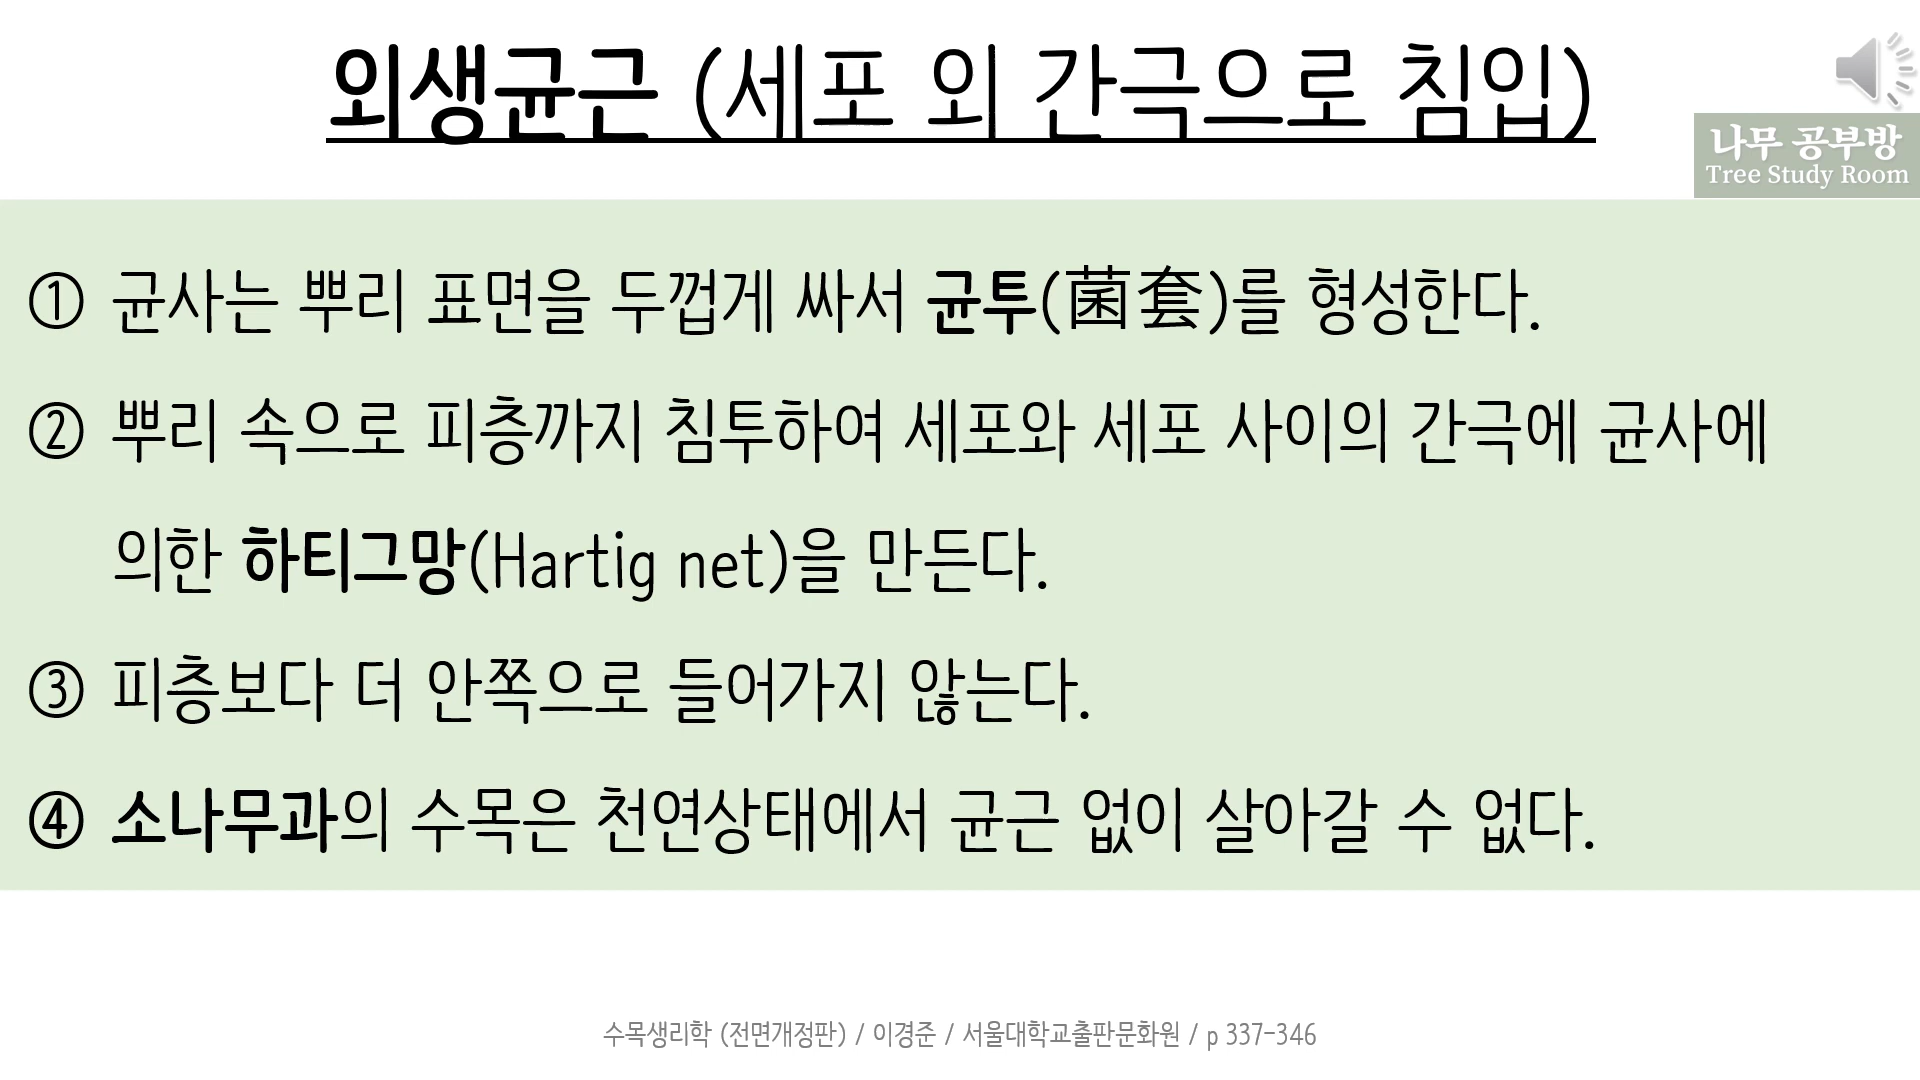 외생균근 (세포 외 간극으로 침입)
나무 공부방
Tree Study Room
① 균사는 뿌리 표면을 두껍게 싸서 균투(菌套)를 형성한다.
② 뿌리 속으로 피층까지 침투하여 세포와 세포 사이의 간극에 균사에
의한 하티그망(Hartig net)을 만든다.
③ 피층보다 더 안쪽으로 들어가지 않는다.
④ 소나무과의 수목은 천연상태에서 균근 없이 살아갈 수 없다.
수목생리학 (전면개정판) / 이경준 / 서울대학교출판문화원 / p 337-346